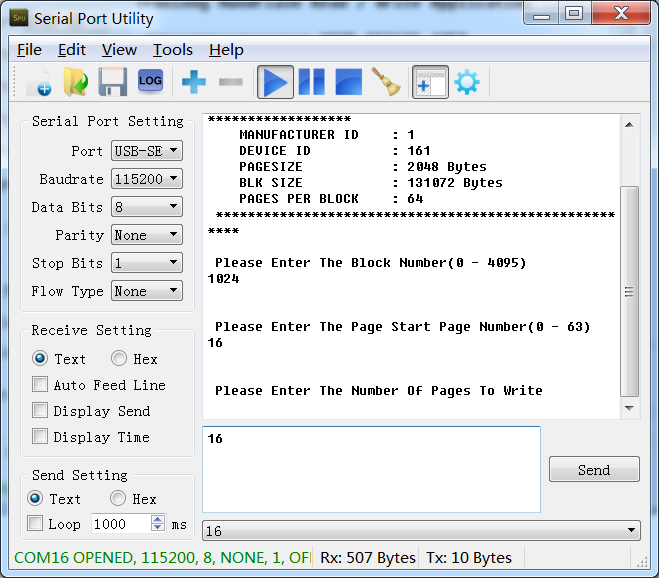 Serial Port Utility
File Edit View Tools Help
LOG
Serial Port Setting
Port USB-SE
Baudrate 115200
Data Bits 8
Parity None
Stop Bits 1
Flow Type None
Receive Setting
Text Hex
Auto Feed Line
Display Send
Display Time
Send Setting
Text Hex
Loop 1000 ms
******************
MANUFACTURER ID : 1
DEVICE ID : 161
PAGESIZE : 2048 Bytes
BLK SIZE : 131072 Bytes
PAGES PER BLOCK : 64
**************************************************
****
Please Enter The Block Number(0 - 4095)
1024
Please Enter The Page Start Page Number(0 - 63)
16
Please Enter The Number Of Pages To Write
16
Send
16
COM16 OPENED, 115200, 8, NONE, 1, OF
Rx: 507 Bytes Tx: 10 Bytes